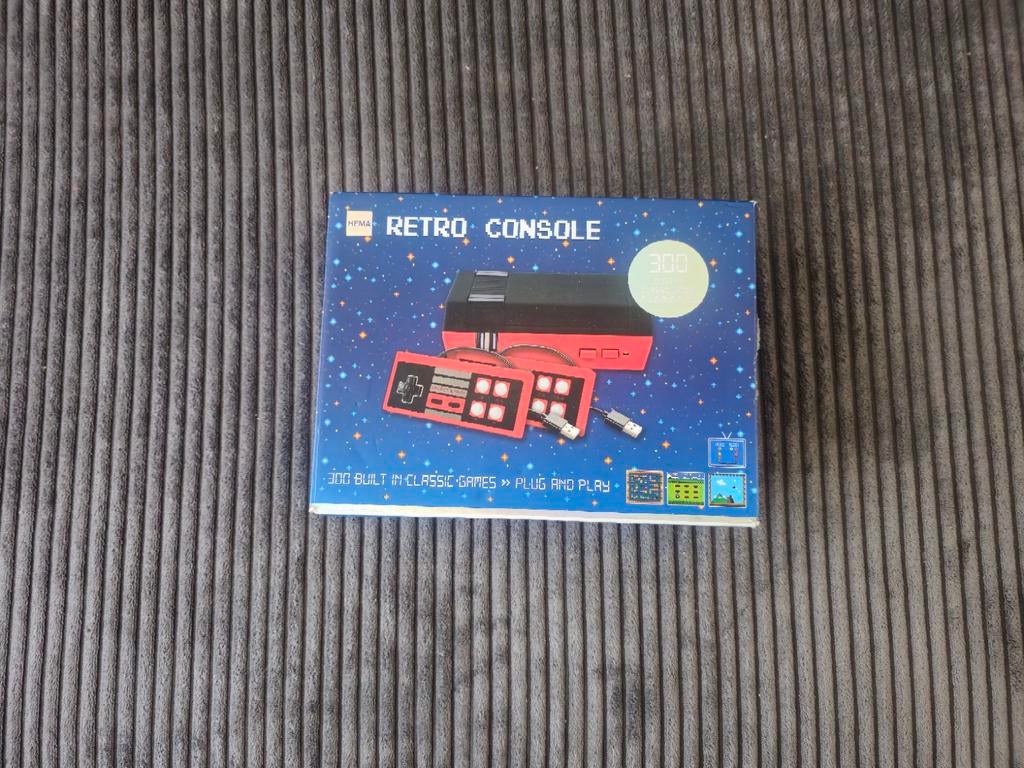 HEMA
RETRO CONSOLE
300
300 BUILT IN CLASSIC GAMES >> PLUG AND PLAY